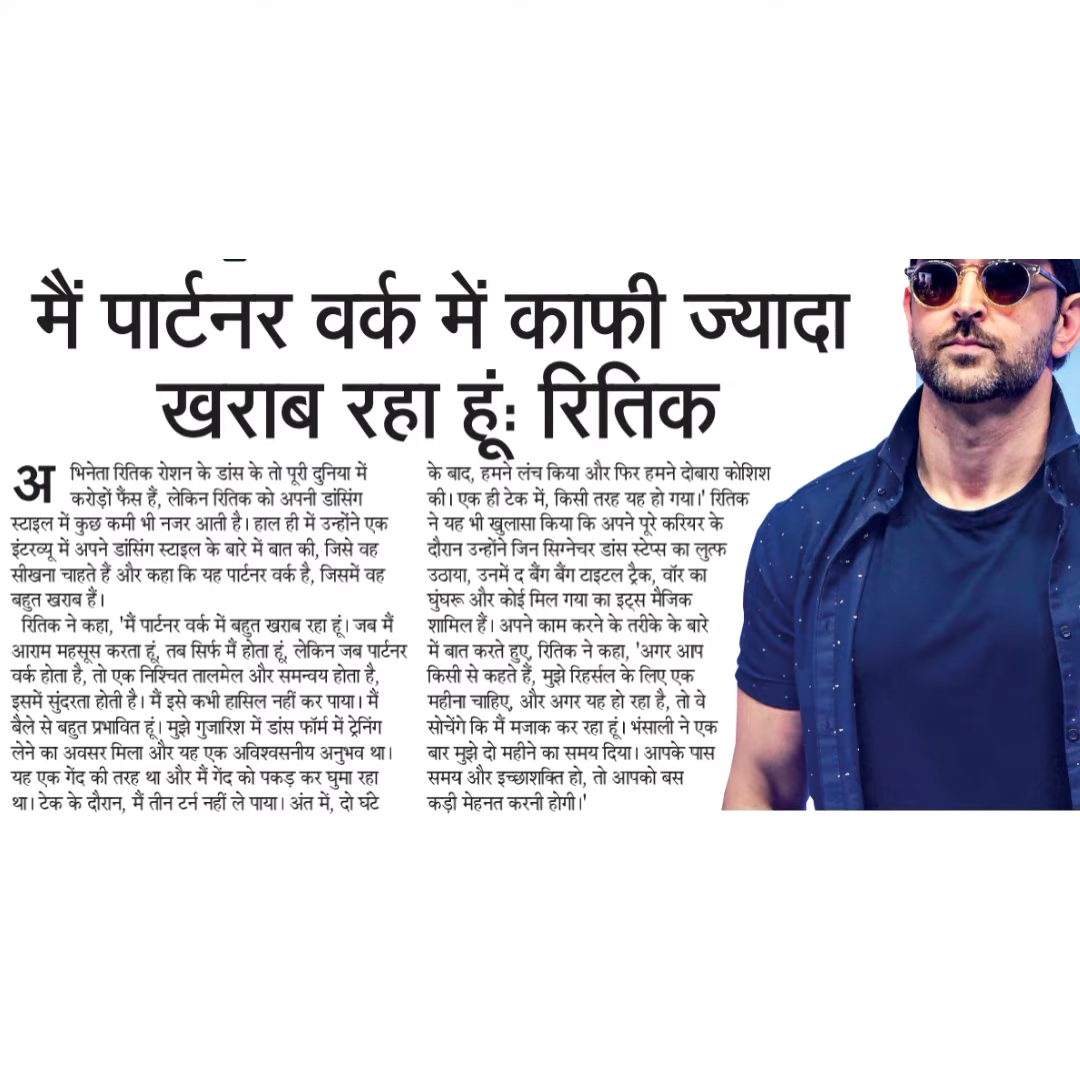 मैं पार्टनर वर्क में काफी ज्यादा
खराब रहा हूंः रितिक
अभिनेता रितिक रोशन के डांस के तो पूरी दुनिया में
करोड़ों फैंस हैं, लेकिन रितिक को अपनी डांसिंग
स्टाइल में कुछ कमी भी नजर आती है। हाल ही में उन्होंने एक
इंटरव्यू में अपने डांसिंग स्टाइल के बारे में बात की, जिसे वह
सीखना चाहते हैं और कहा कि यह पार्टनर वर्क है, जिसमें वह
बहुत खराब हैं।
रितिक ने कहा, 'मैं पार्टनर वर्क में बहुत खराब रहा हूं। जब मैं
आराम महसूस करता हूं, तब सिर्फ मैं होता हूं, लेकिन जब पार्टनर
वर्क होता है, तो एक निश्चित तालमेल और समन्वय होता है,
इसमें सुंदरता होती है। मैं इसे कभी हासिल नहीं कर पाया। मैं
बैले से बहुत प्रभावित हूं। मुझे गुजारिश में डांस फॉर्म में ट्रेनिंग
लेने का अवसर मिला और यह एक अविश्वसनीय अनुभव था।
यह एक गेंद की तरह था और मैं गेंद को पकड़ कर घुमा रहा
था। टेक के दौरान, मैं तीन टर्न नहीं ले पाया। अंत में, दो घंटे
के बाद, हमने लंच किया और फिर हमने दोबारा कोशिश
की। एक ही टेक में, किसी तरह यह हो गया।' रितिक
ने यह भी खुलासा किया कि अपने पूरे करियर के
दौरान उन्होंने जिन सिग्नेचर डांस स्टेप्स का लुत्फ
उठाया, उनमें द बैंग बैंग टाइटल ट्रैक, वॉर का
घुंघरू और कोई मिल गया का इट्स मैजिक
शामिल हैं। अपने काम करने के तरीके के बारे
में बात करते हुए, रितिक ने कहा, 'अगर आप
किसी से कहते हैं, मुझे रिहर्सल के लिए एक
महीना चाहिए, और अगर यह हो रहा है, तो वे
सोचेंगे कि मैं मजाक कर रहा हूं। भंसाली ने एक
बार मुझे दो महीने का समय दिया। आपके पास
समय और इच्छाशक्ति हो, तो आपको बस
कड़ी मेहनत करनी होगी।'